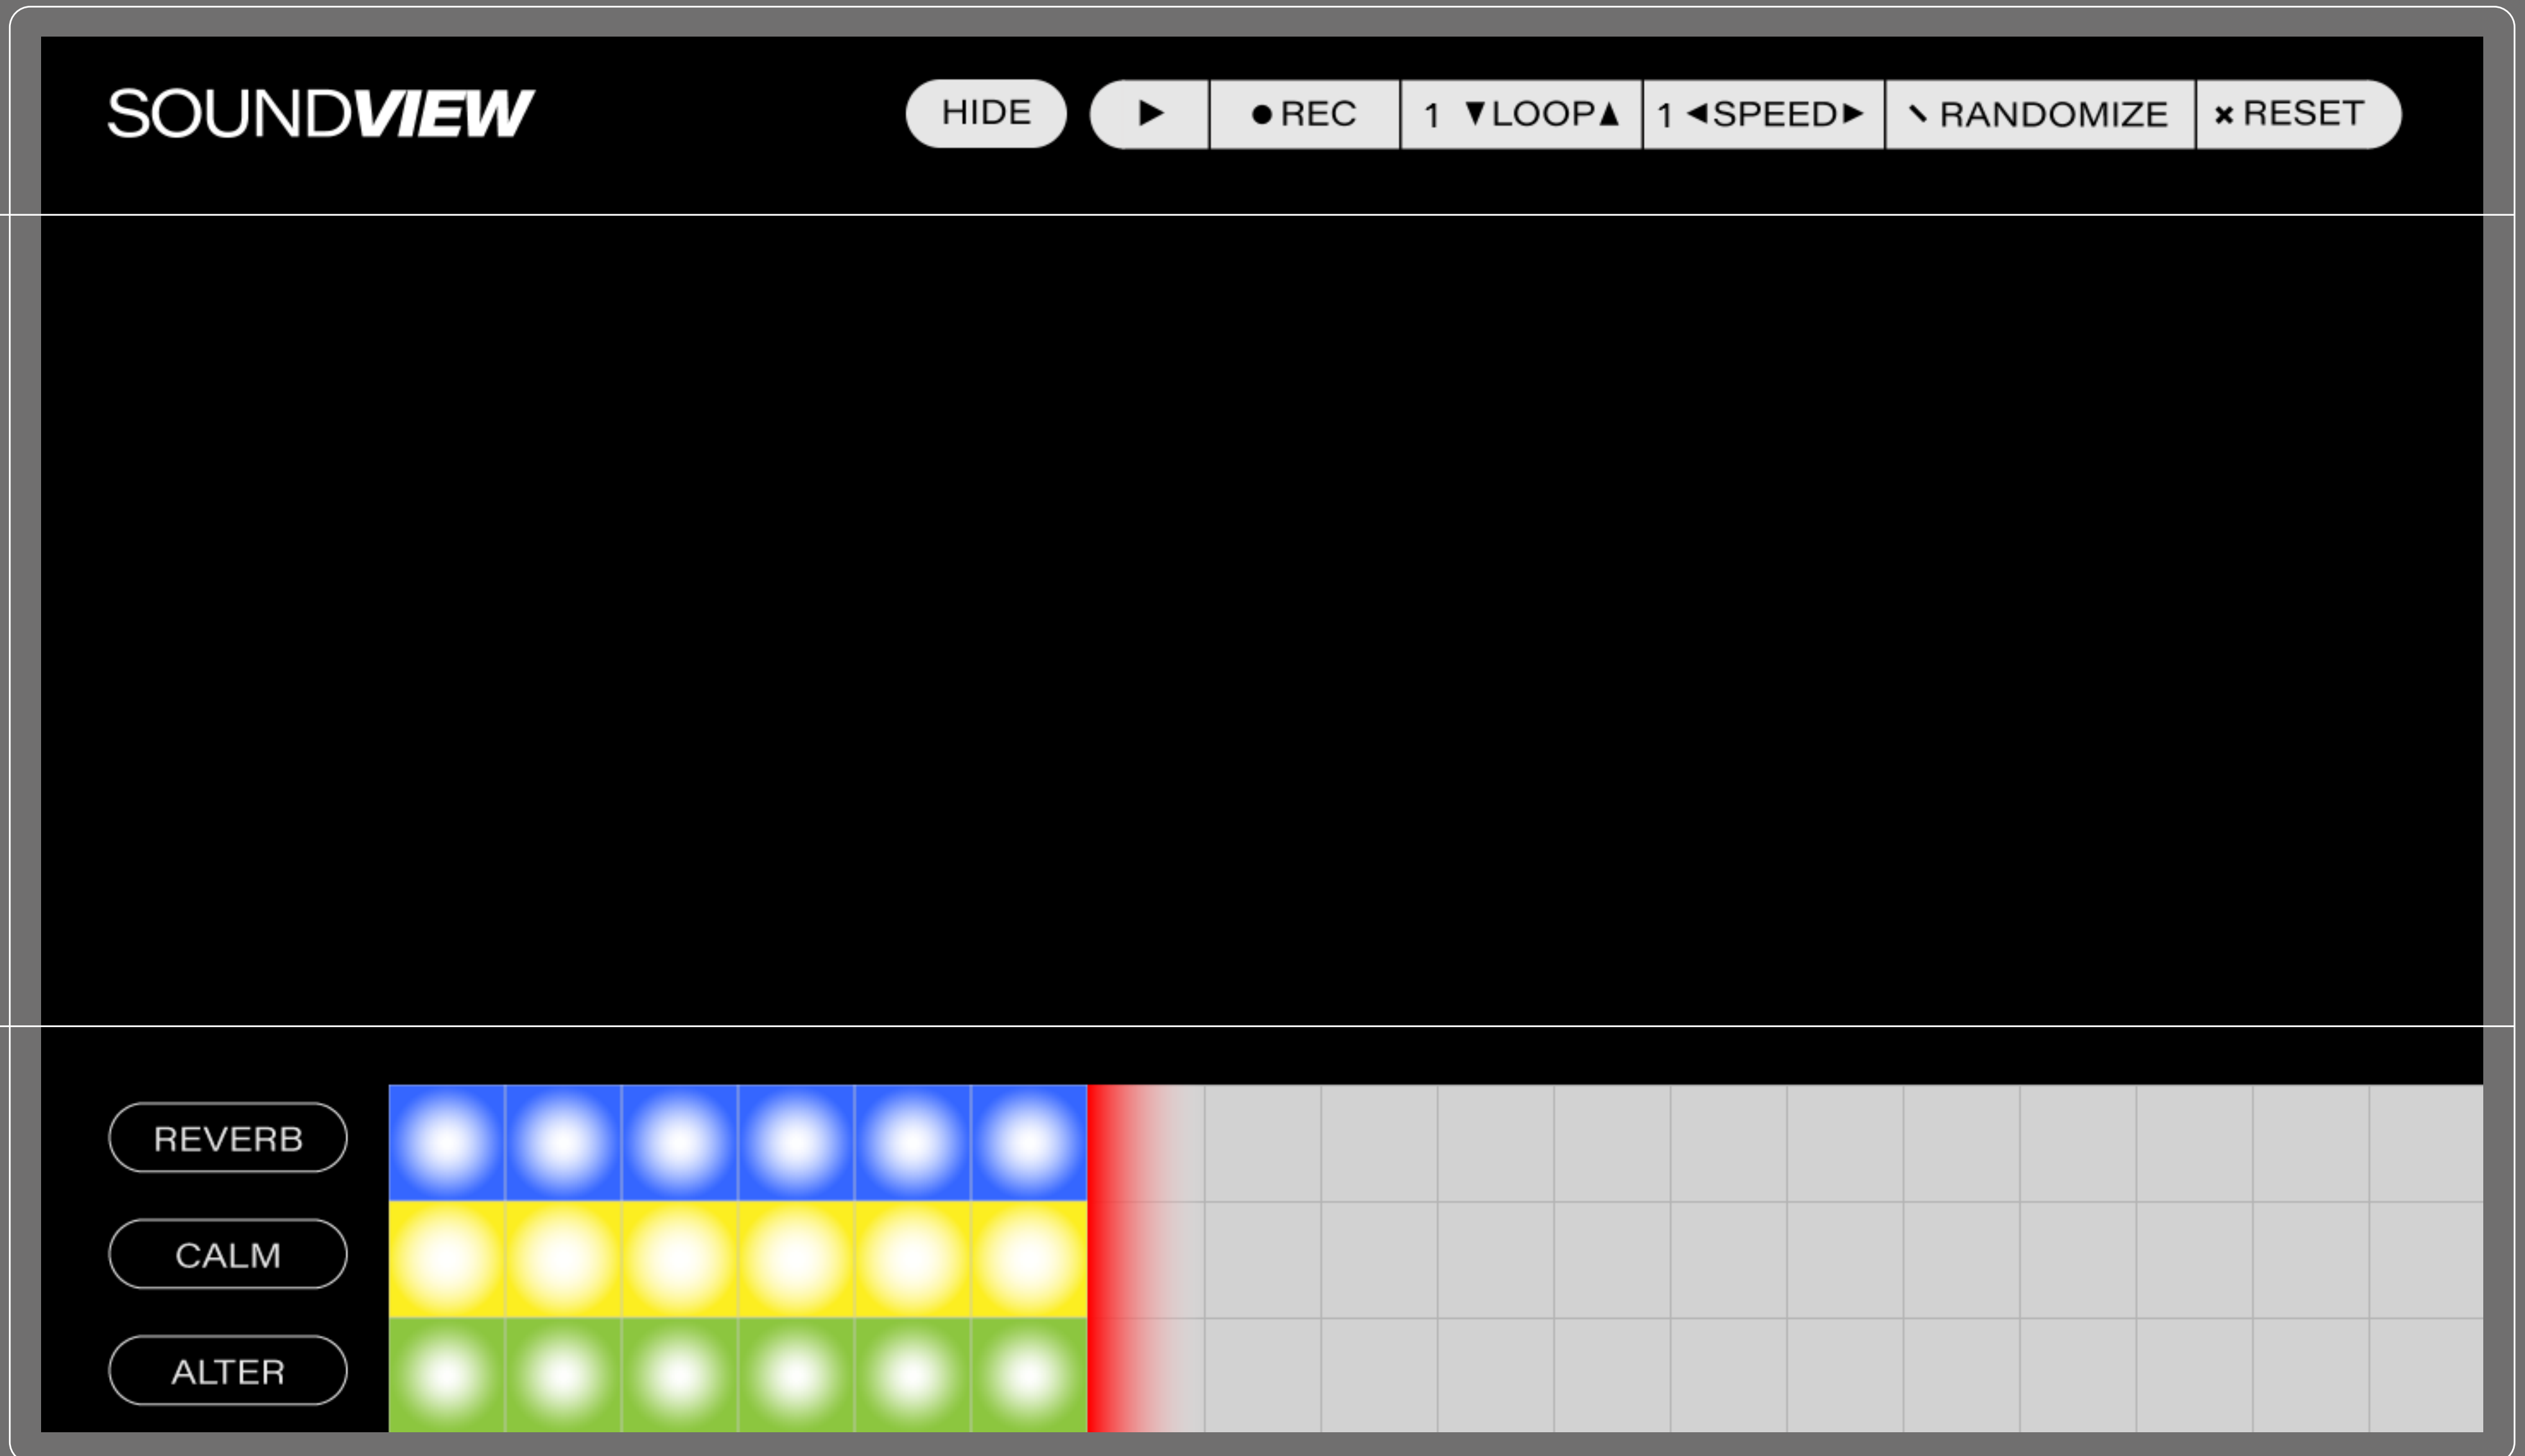 SOUNDVIEW
HIDE
REC
1 ▼LOOP▲
1 ◀SPEED▶
RANDOMIZE
× RESET
REVERB
CALM
ALTER